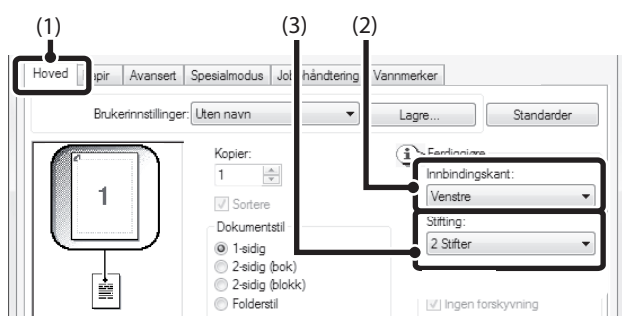 (1) (3) (2)
Hoved Avansert Spesialmodus Vannmerker
Brukerinnstillinger: Uten navn Lagre... Standarder
Kopier:
1
Sortere
Innbindingskant:
Venstre
Stifting:
2 Stifter
Dokumentstil
1-sidig
2-sidig (bok)
2-sidig (blokk)
Folderstil
Ingen forskyvning
1